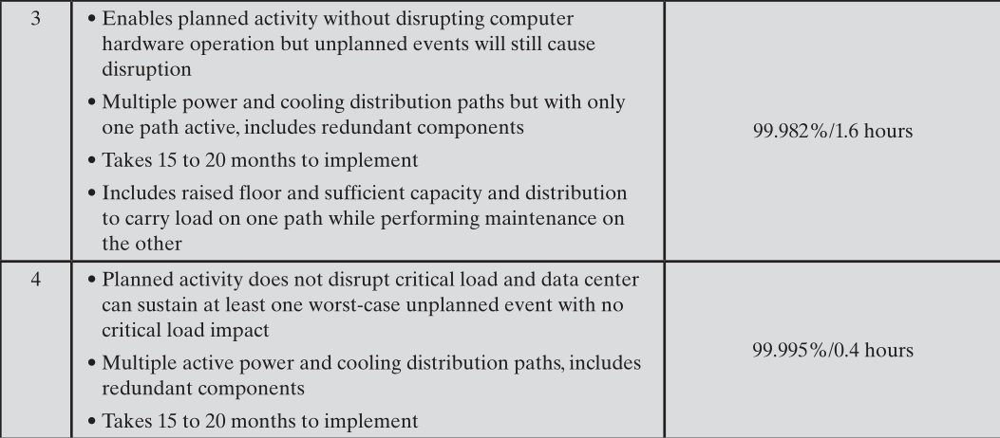 3
• Enables planned activity without disrupting computer
hardware operation but unplanned events will still cause
disruption
• Multiple power and cooling distribution paths but with only
one path active, includes redundant components
• Takes 15 to 20 months to implement
• Includes raised floor and sufficient capacity and distribution
to carry load on one path while performing maintenance on
the other
99.982%/1.6 hours
4
• Planned activity does not disrupt critical load and data center
can sustain at least one worst-case unplanned event with no
critical load impact
• Multiple active power and cooling distribution paths, includes
redundant components
• Takes 15 to 20 months to implement
99.995%/0.4 hours